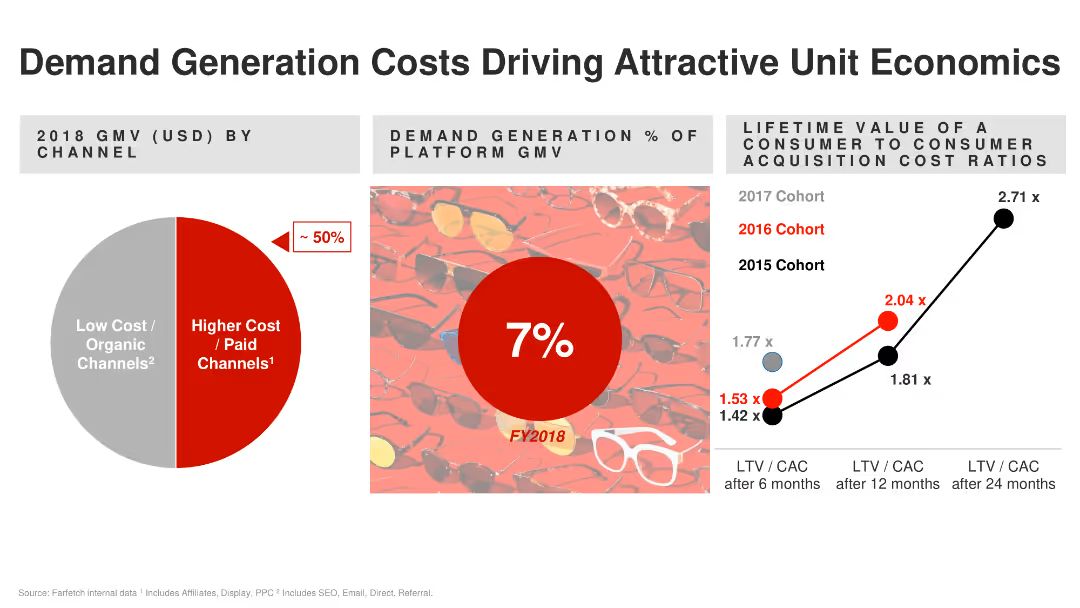 Demand Generation Costs Driving Attractive Unit Economics
2018 GMV (USD) BY
CHANNEL
~ 50%
Low Cost /
Organic
Channels²
Higher Cost
/ Paid
Channels¹
DEMAND GENERATION % OF
PLATFORM GMV
7%
FY2018
LIFETIME VALUE OF A
CONSUMER TO CONSUMER
ACQUISITION COST RATIOS
2017 Cohort
2016 Cohort
2015 Cohort
2.71 x
2.04 x
1.77 x
1.81 x
1.53 x
1.42 x
LTV / CAC
after 6 months
LTV / CAC
after 12 months
LTV / CAC
after 24 months
Source: Farfetch internal data ¹ Includes Affiliates, Display, PPC ² Includes SEO, Email, Direct, Referral.